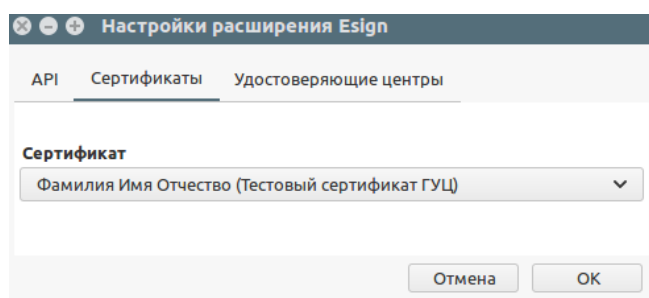 Настройки расширения Esign
API Сертификаты Удостоверяющие центры
Сертификат
Фамилия Имя Отчество (Тестовый сертификат ГУЦ)
Отмена OK